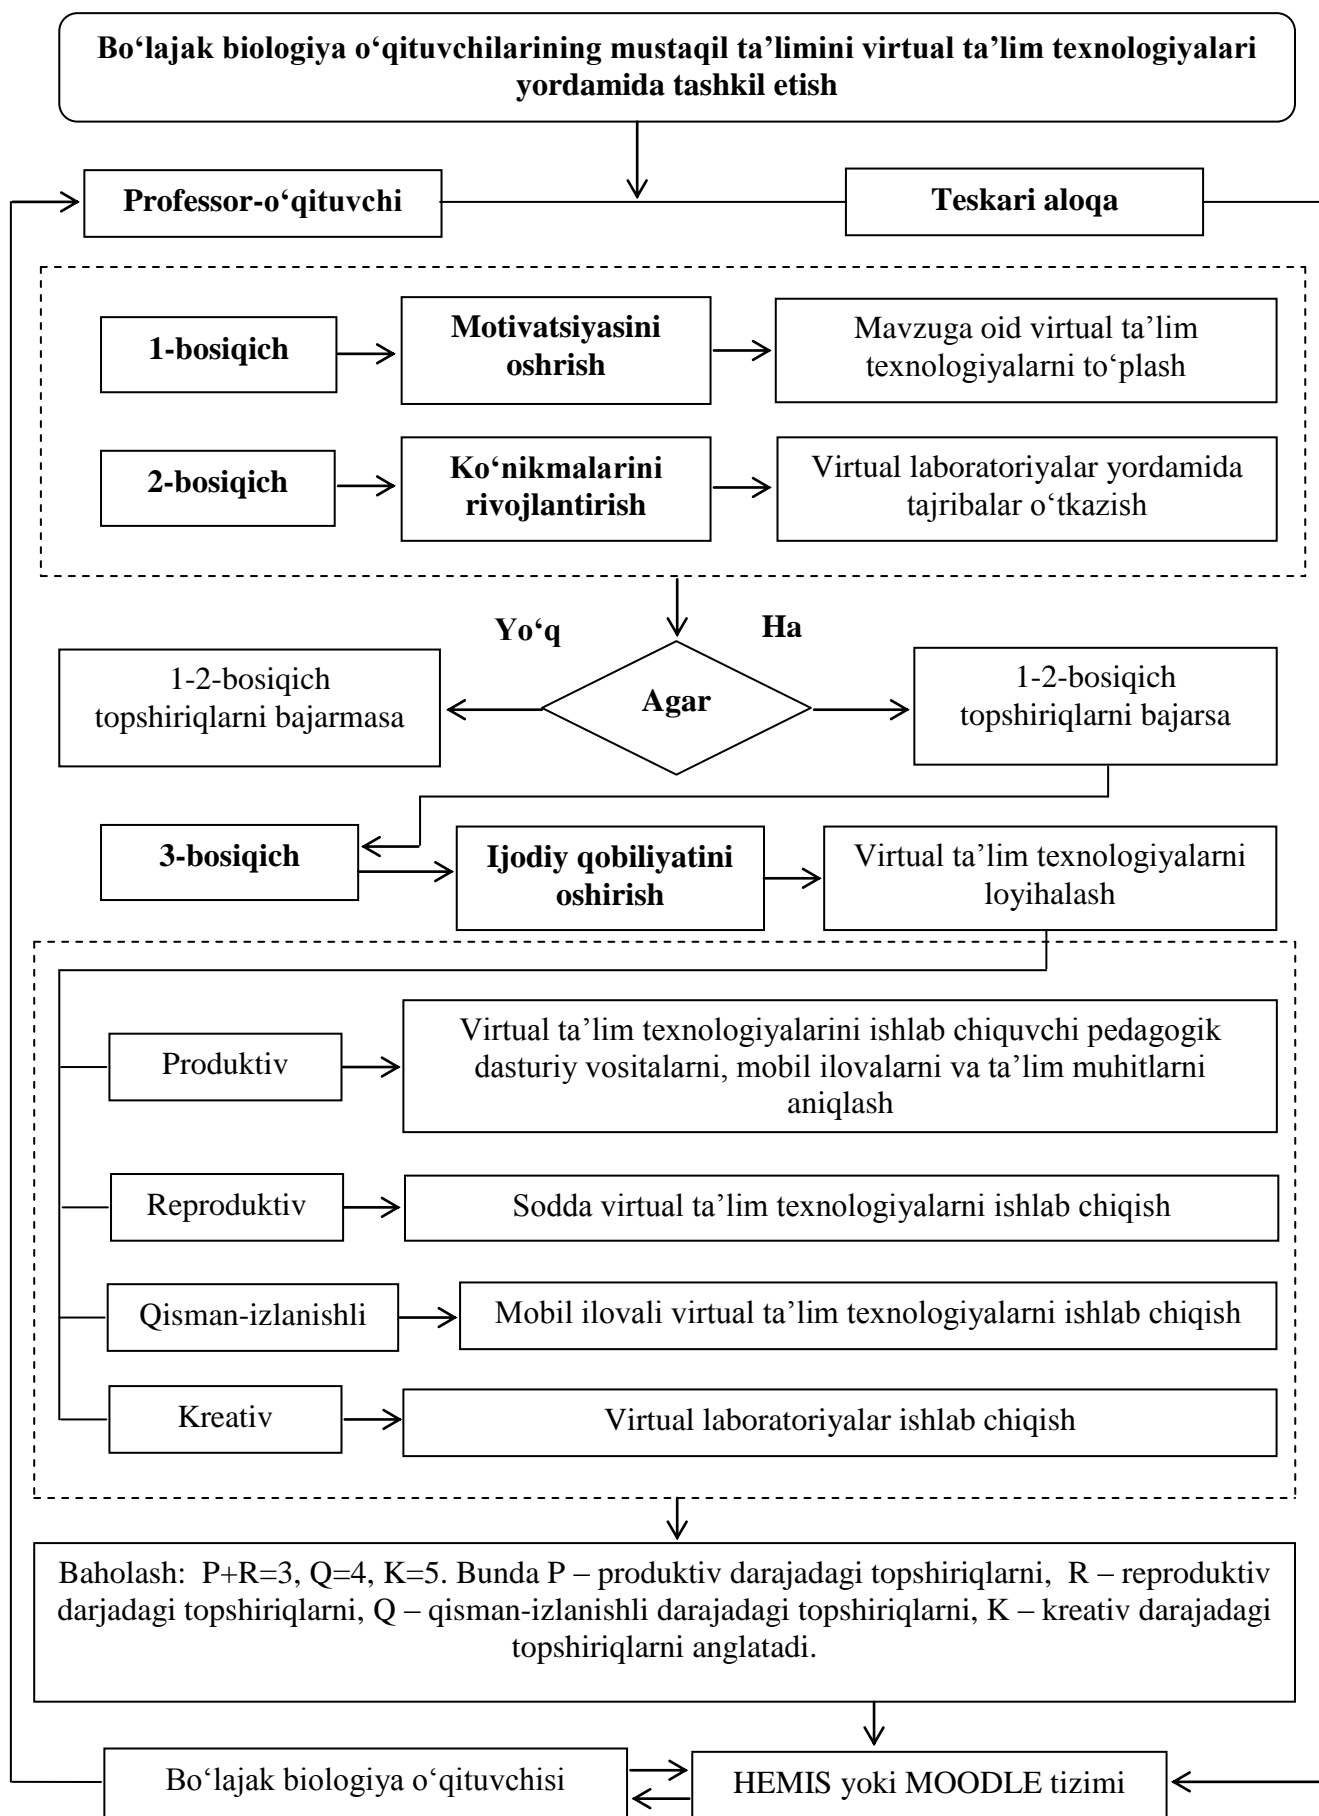 Bo‘lajak biologiya o‘qituvchilarining mustaqil ta’limini virtual ta’lim texnologiyalari
yordamida tashkil etish
Professor-o‘qituvchi
Teskari aloqa
1-bosiqich
Motivatsiyasini
oshrish
Mavzuga oid virtual ta’lim
texnologiyalarni to‘plash
2-bosiqich
Ko‘nikmalarini
rivojlantirish
Virtual laboratoriyalar yordamida
tajribalar o‘tkazish
Yo‘q
Ha
1-2-bosiqich
topshiriqlarni bajarmasa
Agar
1-2-bosiqich
topshiriqlarni bajarsa
3-bosiqich
Ijodiy qobiliyatini
oshirish
Virtual ta’lim texnologiyalarni
loyihalash
Produktiv
Virtual ta’lim texnologiyalarini ishlab chiquvchi pedagogik
dasturiy vositalarni, mobil ilovalarni va ta’lim muhitlarni
aniqlash
Reproduktiv
Sodda virtual ta’lim texnologiyalarni ishlab chiqish
Qisman-izlanishli
Mobil ilovali virtual ta’lim texnologiyalarni ishlab chiqish
Kreativ
Virtual laboratoriyalar ishlab chiqish
Baholash: P+R=3, Q=4, K=5. Bunda P – produktiv darajadagi topshiriqlarni, R – reproduktiv
darjadagi topshiriqlarni, Q – qisman-izlanishli darajadagi topshiriqlarni, K – kreativ darajadagi
topshiriqlarni anglatadi.
Bo‘lajak biologiya o‘qituvchisi
HEMIS yoki MOODLE tizimi